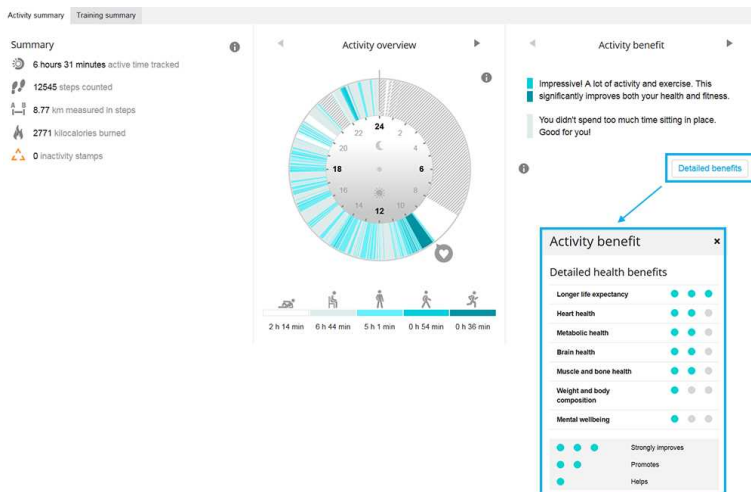 Activity summary
Training summary
Summary
6 hours 31 minutes active time tracked
12545 steps counted
A B
8.77 km measured in steps
2771 kilocalories burned
0 inactivity stamps
Activity overview
24
2
4
6
8
10
12
14
16
18
20
22
2 h 14 min
6 h 44 min
5 h 1 min
0 h 54 min
0 h 36 min
Activity benefit
Impressive! A lot of activity and exercise. This
significantly improves both your health and fitness.
You didn't spend too much time sitting in place.
Good for you!
Detailed benefits
Activity benefit
×
Detailed health benefits
Longer life expectancy
Heart health
Metabolic health
Brain health
Muscle and bone health
Weight and body
composition
Mental wellbeing
Strongly improves
Promotes
Helps